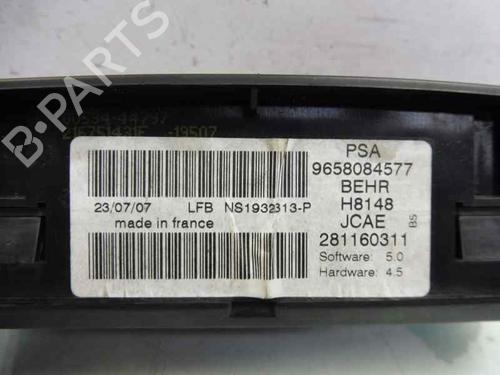 B-PARTS
-19507
PSA
9658084577
BEHR
H8148
JCAE
BS
281160311
Software: 5.0
Hardware: 4.5
23/07/07 LFB NS1932313-P
made in france